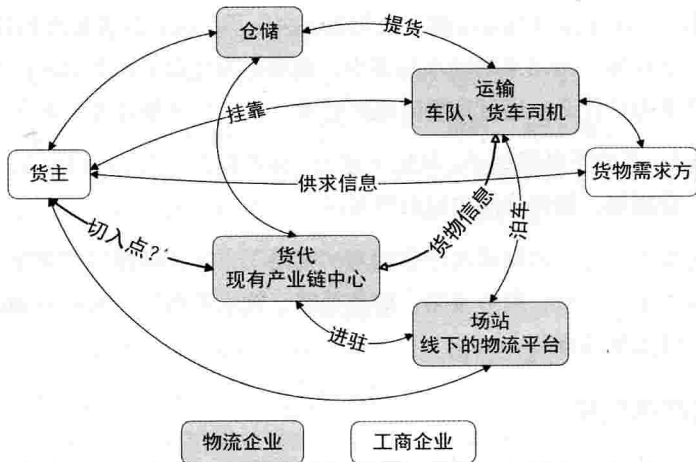 仓储
提货
运输
车队、货车司机
挂靠
货主
供求信息
货物需求方
切入点?
货代
现有产业链中心
货物信息
泊车
场站
线下的物流平台
进驻
物流企业
工商企业